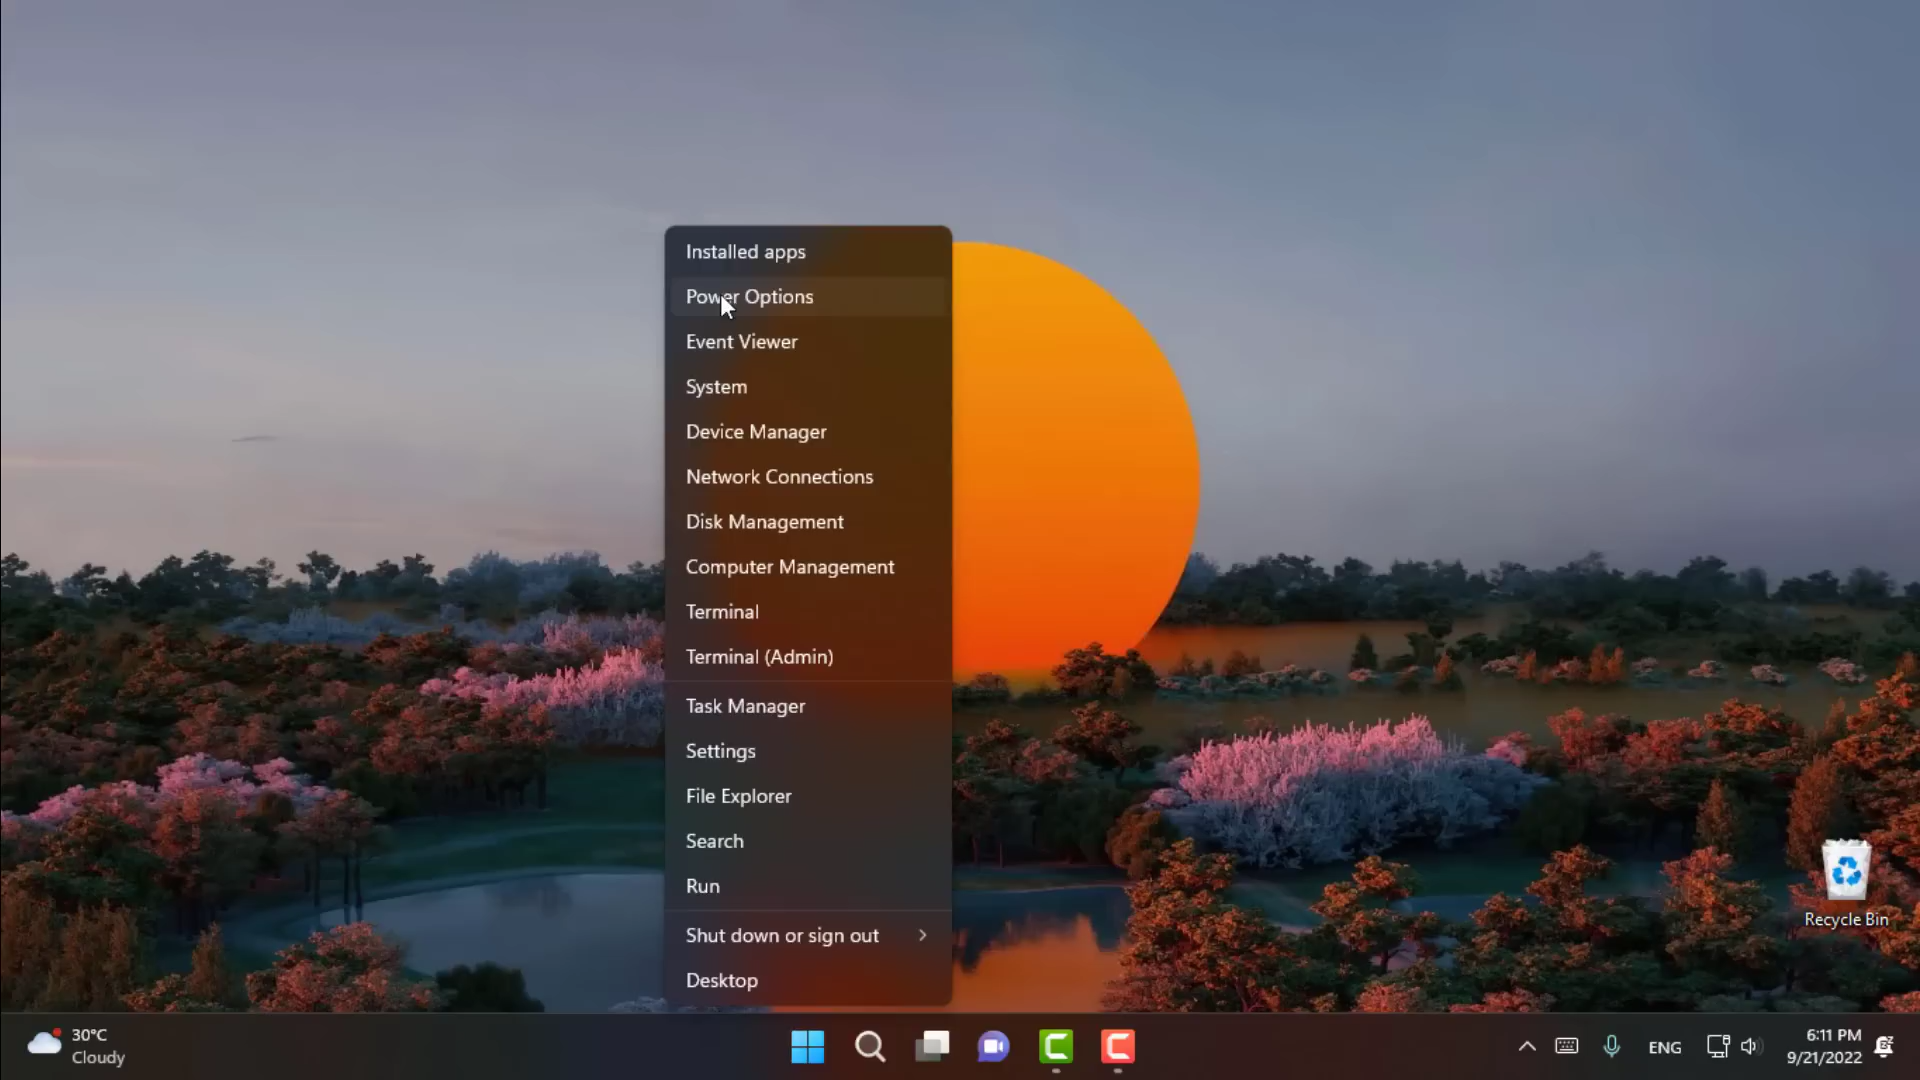 Installed apps
Power Options
Event Viewer
System
Device Manager
Network Connections
Disk Management
Computer Management
Terminal
Terminal (Admin)
Task Manager
Settings
File Explorer
Search
Run
Shut down or sign out
Desktop
Recycle Bin
30°C
Cloudy
ENG
6:11 PM
9/21/2022